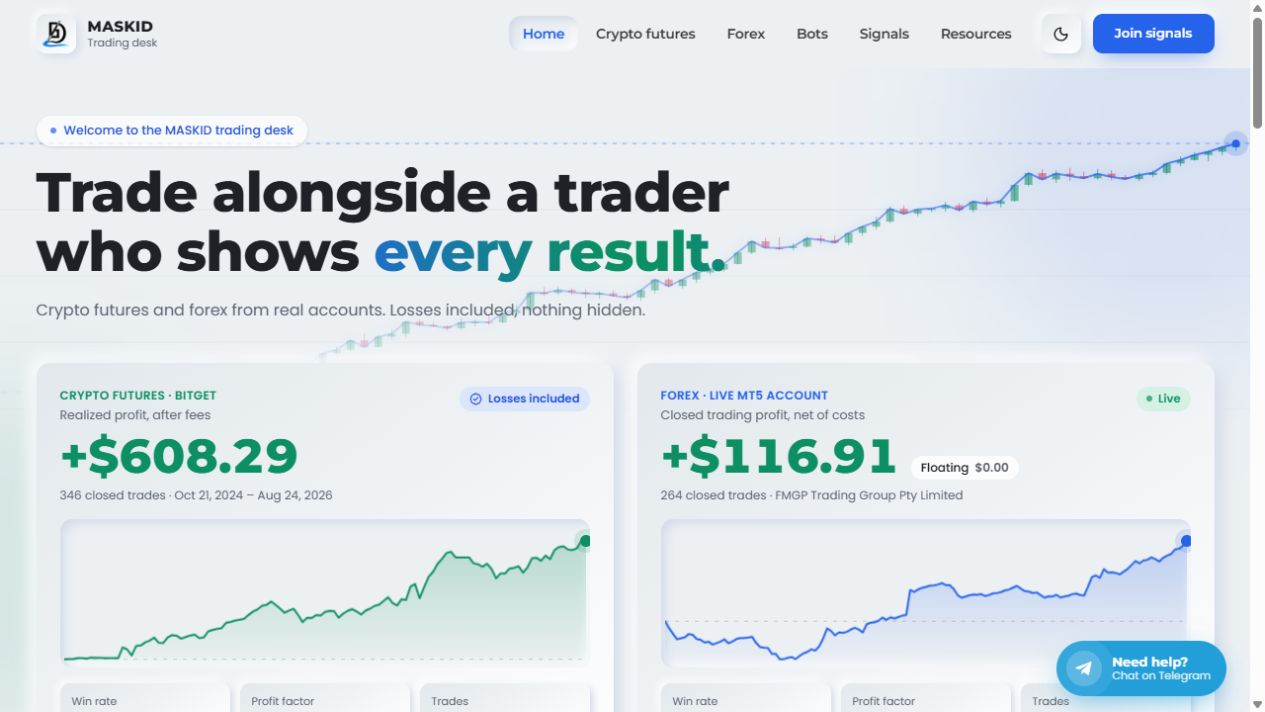 MASKID
Trading desk
Home
Crypto futures
Forex
Bots
Signals
Resources
Join signals
Welcome to the MASKID trading desk
Trade alongside a trader
who shows every result.
Crypto futures and forex from real accounts. Losses included, nothing hidden.
CRYPTO FUTURES · BITGET
Losses included
Realized profit, after fees
+$608.29
346 closed trades · Oct 21, 2024 – Aug 24, 2026
Win rate
Profit factor
Trades
FOREX · LIVE MT5 ACCOUNT
Live
Closed trading profit, net of costs
+$116.91
Floating $0.00
264 closed trades · FMGP Trading Group Pty Limited
Win rate
Profit factor
Trades
Need help?
Chat on Telegram